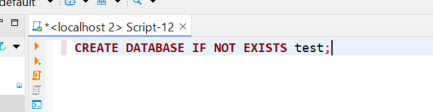 default
*<localhost 2> Script-12
CREATE DATABASE IF NOT EXISTS test;